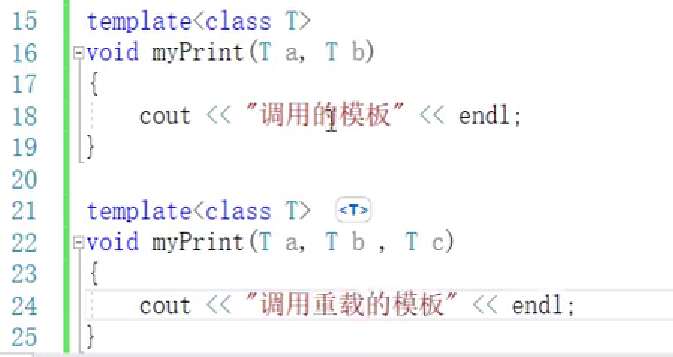 15 template<class T>
16 void myPrint(T a, T b)
17 {
18 cout << "调用的模板" << endl;
19 }
20
21 template<class T> <T>
22 void myPrint(T a, T b , T c)
23 {
24 cout << "调用重载的模板" << endl;
25 }